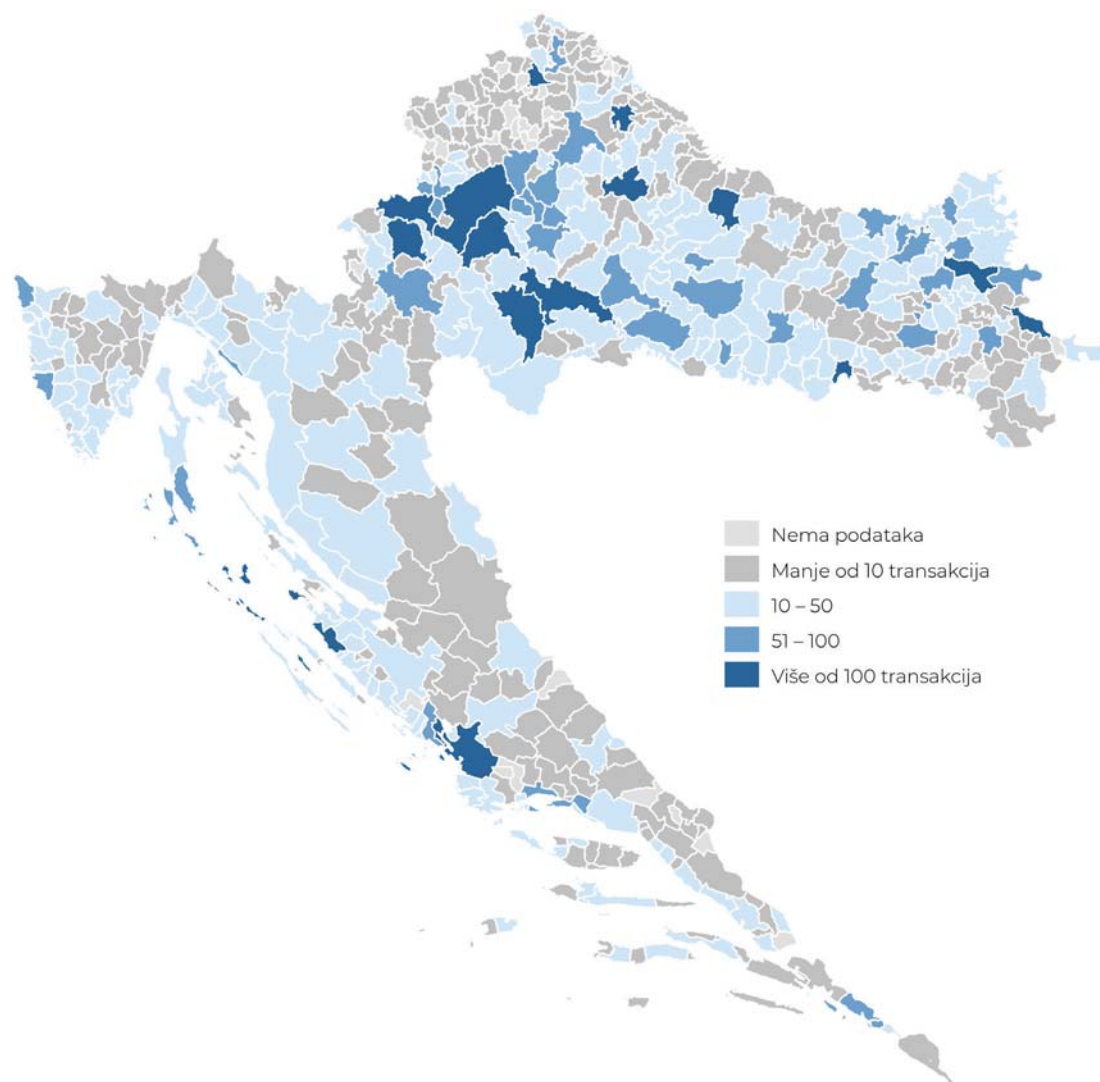 Nema podataka
Manje od 10 transakcija
10 – 50
51 – 100
Više od 100 transakcija